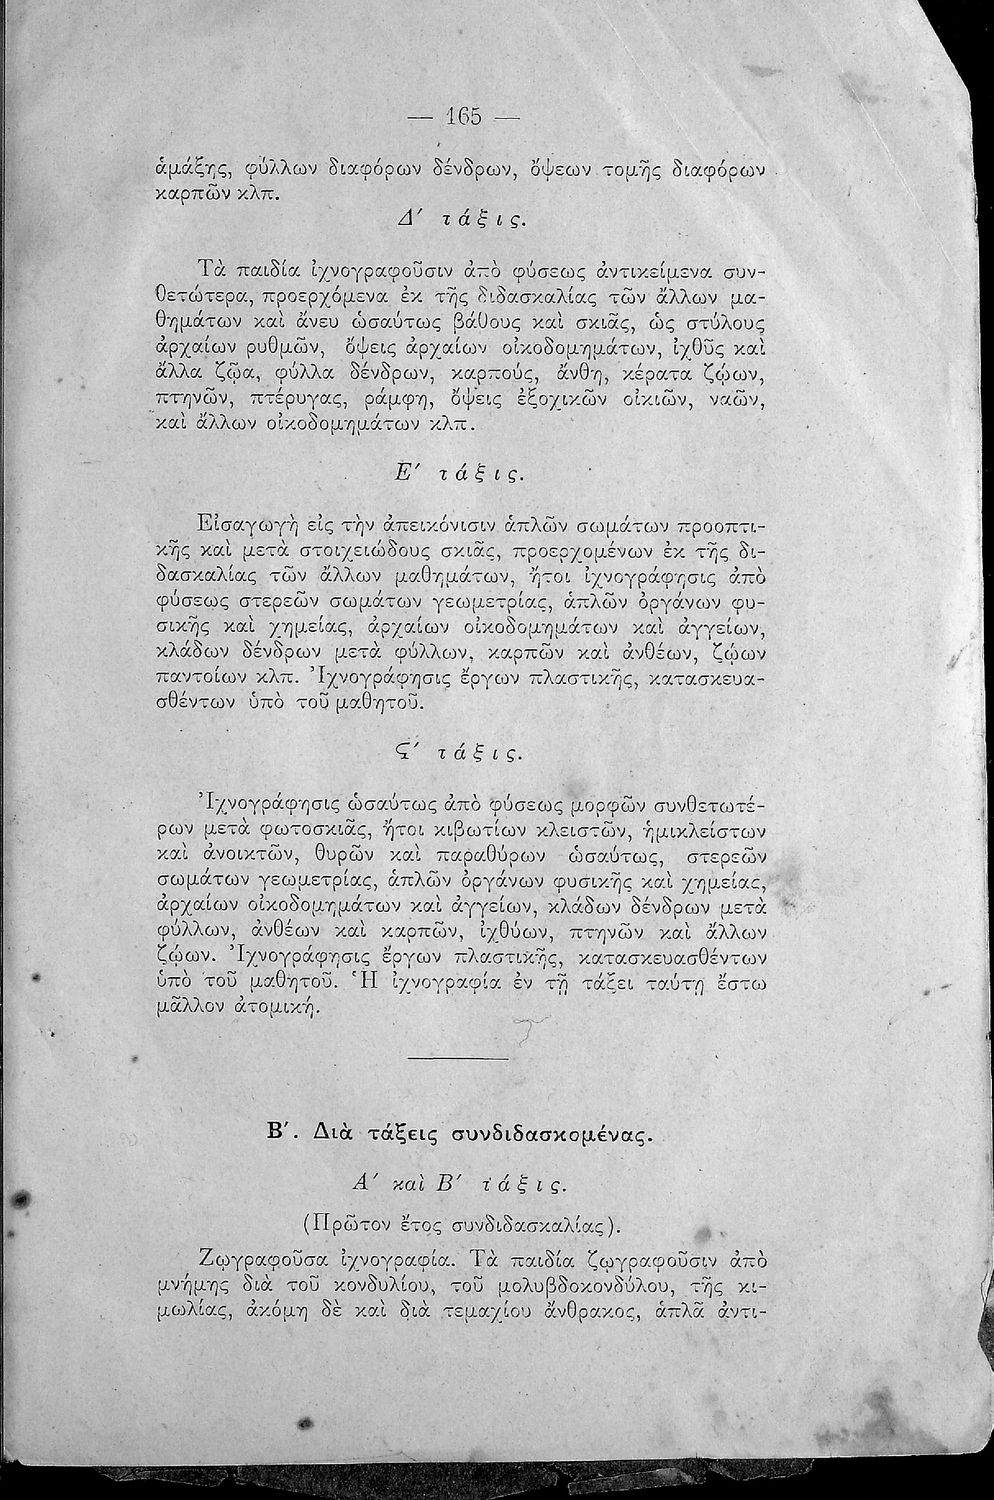 — 165 —
ἁμάξης, φύλλων διαφόρων δένδρων, ὄψεων τομῆς διαφόρων
καρπῶν κλπ.
Δ΄ τάξις.
Τὰ παιδία ἰχνογραφοῦσιν ἀπὸ φύσεως ἀντικείμενα συν-
θετώτερα, προερχόμενα ἐκ τῆς διδασκαλίας τῶν ἄλλων μα-
θημάτων καὶ ἄνευ ὡσαύτως βάθους καὶ σκιᾶς, ὡς στύλους
ἀρχαίων ρυθμῶν, ὄψεις ἀρχαίων οἰκοδομημάτων, ἰχθῦς καὶ
ἄλλα ζῷα, φύλλα δένδρων, καρπούς, ἄνθη, κέρατα ζῴων,
πτηνῶν, πτέρυγας, ράμφη, ὄψεις ἐξοχικῶν οἰκιῶν, ναῶν,
καὶ ἄλλων οἰκοδομημάτων κλπ.
Ε΄ τάξις.
Εἰσαγωγὴ εἰς τὴν ἀπεικόνισιν ἁπλῶν σωμάτων προοπτι-
κῆς καὶ μετὰ στοιχειώδους σκιᾶς, προερχομένων ἐκ τῆς δι-
δασκαλίας τῶν ἄλλων μαθημάτων, ἤτοι ἰχνογράφησις ἀπὸ
φύσεως στερεῶν σωμάτων γεωμετρίας, ἁπλῶν ὀργάνων φυ-
σικῆς καὶ χημείας, ἀρχαίων οἰκοδομημάτων καὶ ἀγγείων,
κλάδων δένδρων μετὰ φύλλων, καρπῶν καὶ ἀνθέων, ζῴων
παντοίων κλπ. Ἰχνογράφησις ἔργων πλαστικῆς, κατασκευα-
σθέντων ὑπὸ τοῦ μαθητοῦ.
Ϛ΄ τάξις.
Ἰχνογράφησις ὡσαύτως ἀπὸ φύσεως μορφῶν συνθετωτέ-
ρων μετὰ φωτοσκιᾶς, ἤτοι κιβωτίων κλειστῶν, ἡμικλείστων
καὶ ἀνοικτῶν, θυρῶν καὶ παραθύρων ὡσαύτως, στερεῶν
σωμάτων γεωμετρίας, ἁπλῶν ὀργάνων φυσικῆς καὶ χημείας,
ἀρχαίων οἰκοδομημάτων καὶ ἀγγείων, κλάδων δένδρων μετὰ
φύλλων, ἀνθέων καὶ καρπῶν, ἰχθύων, πτηνῶν καὶ ἄλλων
ζῴων. Ἰχνογράφησις ἔργων πλαστικῆς, κατασκευασθέντων
ὑπὸ τοῦ μαθητοῦ. Ἡ ἰχνογραφία ἐν τῇ τάξει ταύτῃ ἔστω
μᾶλλον ἀτομική.
Β΄. Διὰ τάξεις συνδιδασκομένας.
Α΄ καὶ Β΄ τάξις.
(Πρῶτον ἔτος συνδιδασκαλίας).
Ζῳγραφοῦσα ἰχνογραφία. Τὰ παιδία ζῳγραφοῦσιν ἀπὸ
μνήμης διὰ τοῦ κονδυλίου, τοῦ μολυβδοκονδύλου, τῆς κι-
μωλίας, ἀκόμη δὲ καὶ διὰ τεμαχίου ἄνθρακος, ἁπλᾶ ἀντι-